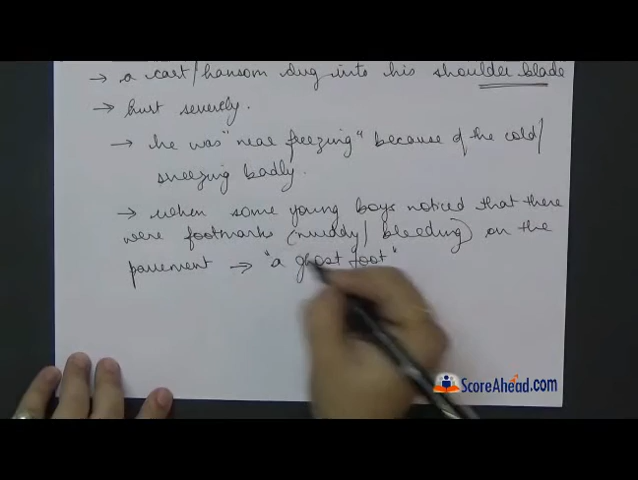 → a cart/hansom dug into his shoulder blade
→ hurt severely.
→ he was "near freezing" because of the cold/
sneezing badly.
→ when some young boys noticed that there
were footmarks (muddy/bleeding) on the
pavement → "a ghost foot"
ScoreAhead.com